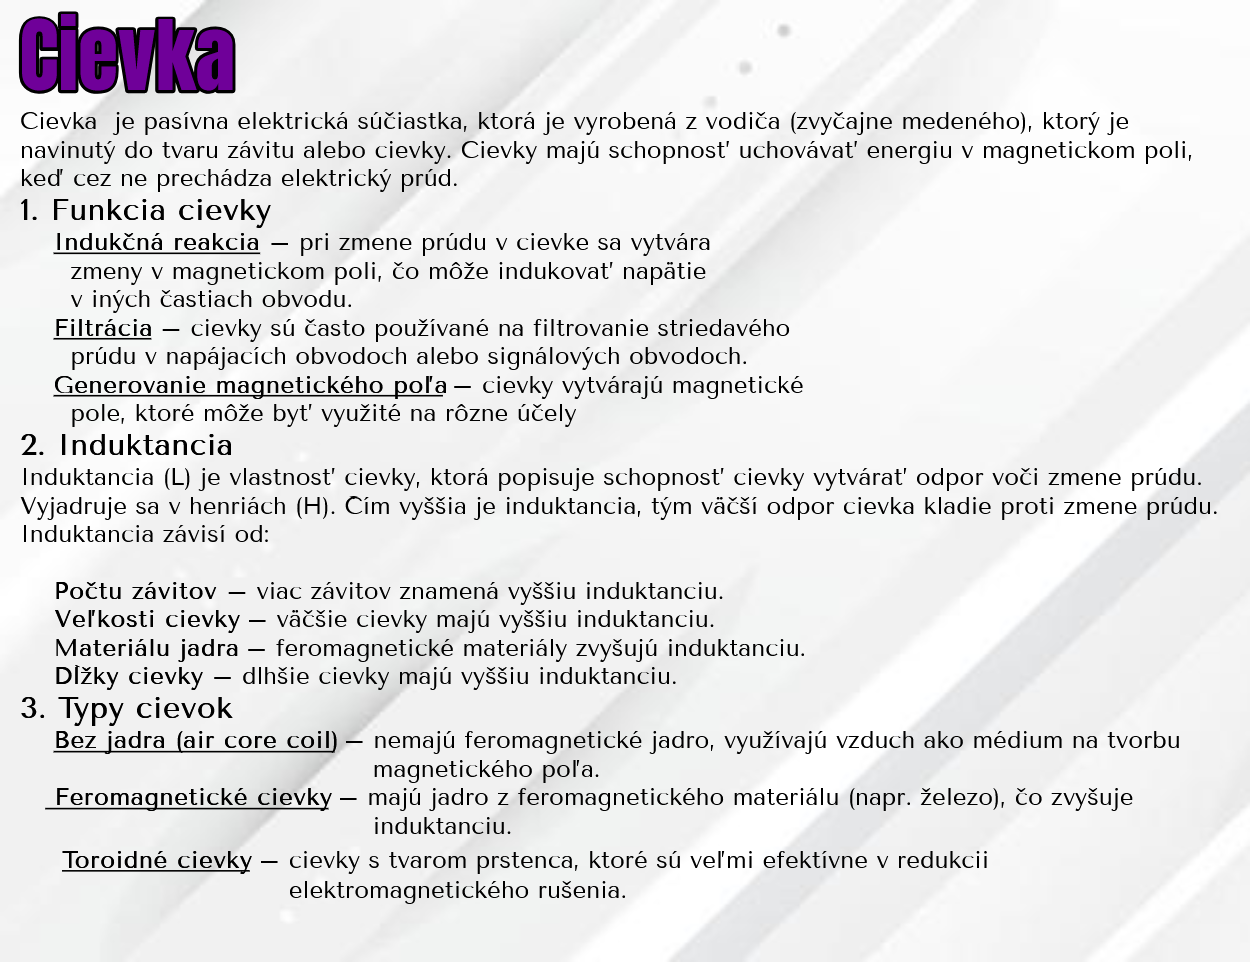 Cievka
Cievka  je pasívna elektrická súčiastka, ktorá je vyrobená z vodiča (zvyčajne medeného), ktorý je
navinutý do tvaru závitu alebo cievky. Cievky majú schopnosť uchovávať energiu v magnetickom poli,
keď cez ne prechádza elektrický prúd.
1. Funkcia cievky
Indukčná reakcia – pri zmene prúdu v cievke sa vytvára
zmeny v magnetickom poli, čo môže indukovať napätie
v iných častiach obvodu.
Filtrácia – cievky sú často používané na filtrovanie striedavého
prúdu v napájacích obvodoch alebo signálových obvodoch.
Generovanie magnetického poľa – cievky vytvárajú magnetické
pole, ktoré môže byť využité na rôzne účely
2. Induktancia
Induktancia (L) je vlastnosť cievky, ktorá popisuje schopnosť cievky vytvárať odpor voči zmene prúdu.
Vyjadruje sa v henriách (H). Čím vyššia je induktancia, tým väčší odpor cievka kladie proti zmene prúdu.
Induktancia závisí od:
Počtu závitov – viac závitov znamená vyššiu induktanciu.
Veľkosti cievky – väčšie cievky majú vyššiu induktanciu.
Materiálu jadra – feromagnetické materiály zvyšujú induktanciu.
Dĺžky cievky – dlhšie cievky majú vyššiu induktanciu.
3. Typy cievok
Bez jadra (air core coil) – nemajú feromagnetické jadro, využívajú vzduch ako médium na tvorbu
magnetického poľa.
Feromagnetické cievky – majú jadro z feromagnetického materiálu (napr. železo), čo zvyšuje
induktanciu.
Toroidné cievky – cievky s tvarom prstenca, ktoré sú veľmi efektívne v redukcii
elektromagnetického rušenia.